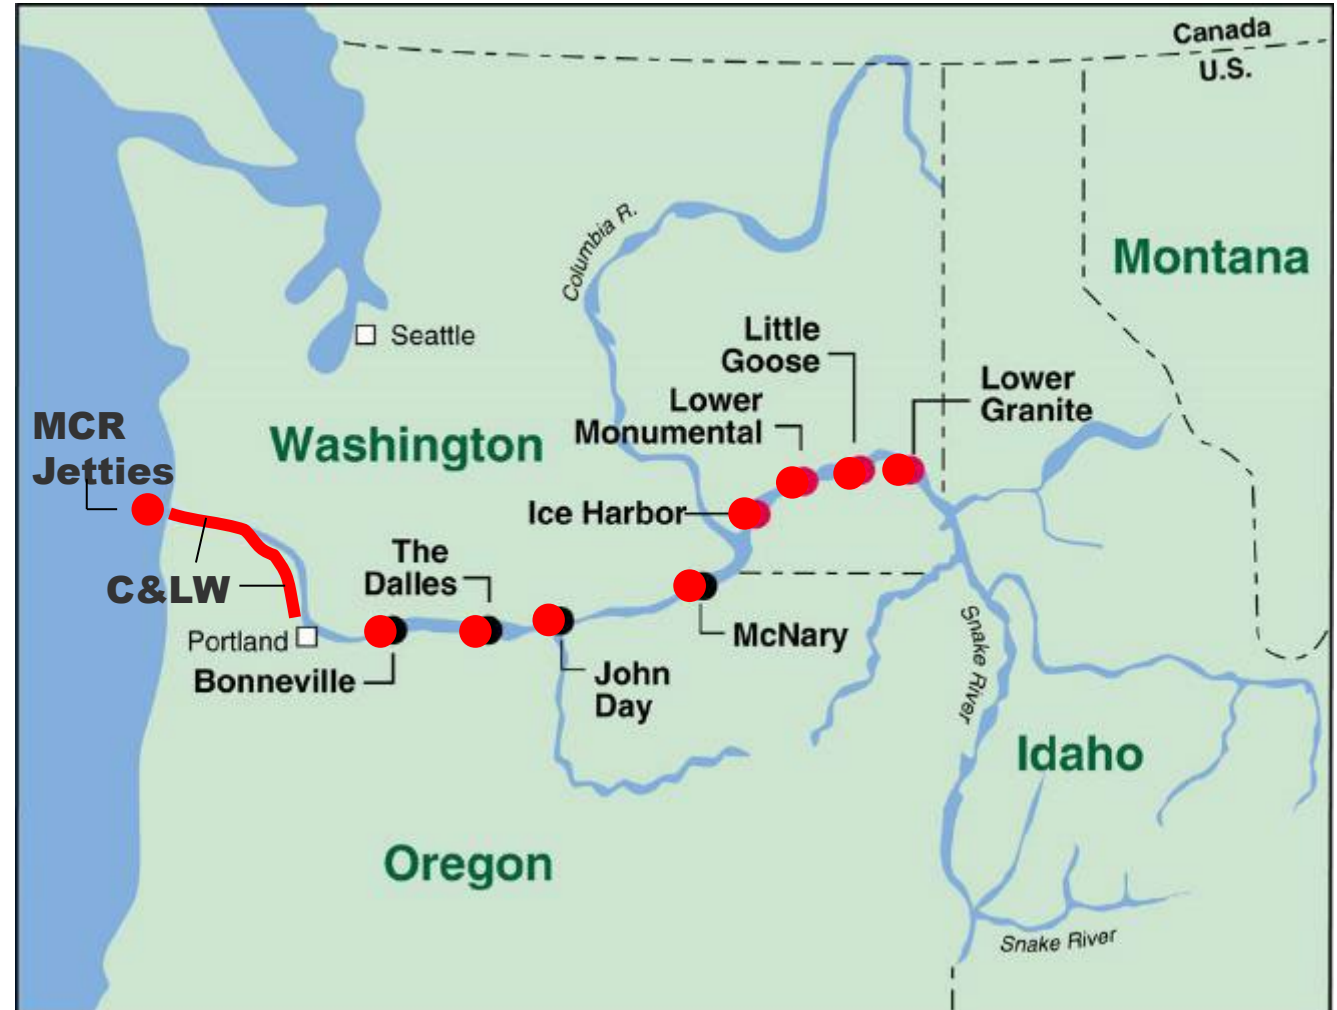 Canada
U.S.
Columbia R.
Montana
Seattle
Little
Goose
Lower
Granite
Lower
Monumental
MCR
Jetties
Washington
Ice Harbor
The
Dalles
C&LW
Portland
McNary
Bonneville
John
Day
Snake River
Idaho
Oregon
Snake River